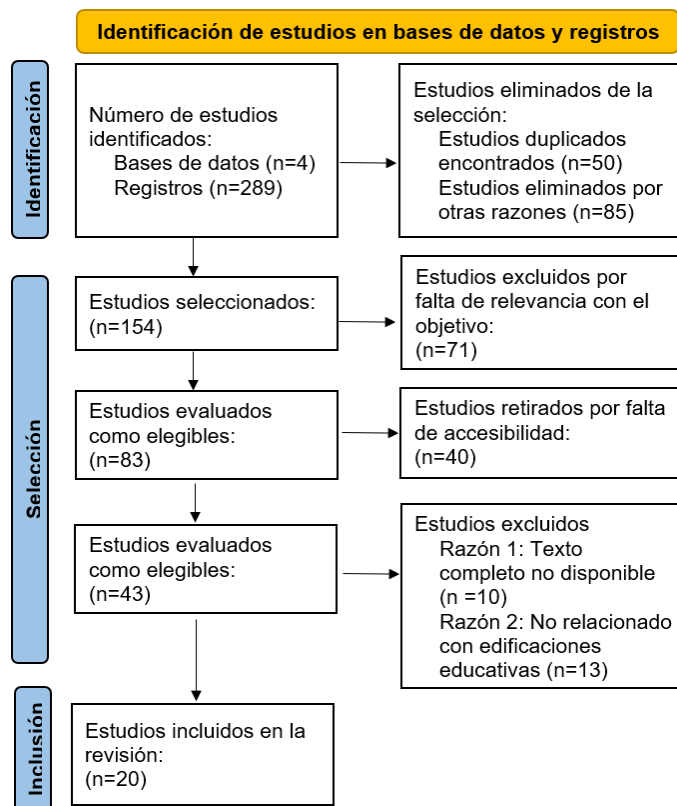 Identificación de estudios en bases de datos y registros
Identificación
Número de estudios
identificados:
Bases de datos (n=4)
Registros (n=289)
Estudios eliminados de la
selección:
Estudios duplicados
encontrados (n=50)
Estudios eliminados por
otras razones (n=85)
Selección
Estudios seleccionados:
(n=154)
Estudios excluidos por
falta de relevancia con el
objetivo:
(n=71)
Estudios evaluados
como elegibles:
(n=83)
Estudios retirados por falta
de accesibilidad:
(n=40)
Estudios evaluados
como elegibles:
(n=43)
Estudios excluidos
Razón 1: Texto
completo no disponible
(n =10)
Razón 2: No relacionado
con edificaciones
educativas (n=13)
Inclusión
Estudios incluidos en la
revisión:
(n=20)